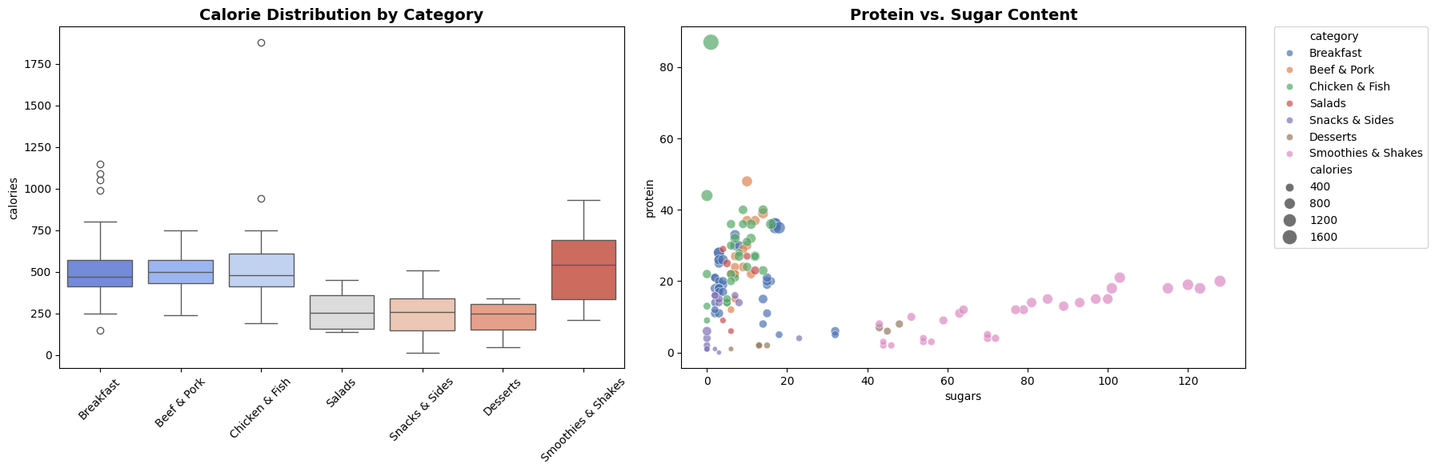 Calorie Distribution by Category
calories
1750
1500
1250
1000
750
500
250
0
Breakfast
Beef & Pork
Chicken & Fish
Salads
Snacks & Sides
Desserts
Smoothies & Shakes
Protein vs. Sugar Content
protein
80
60
40
20
0
0 20 40 60 80 100 120
sugars
category
Breakfast
Beef & Pork
Chicken & Fish
Salads
Snacks & Sides
Desserts
Smoothies & Shakes
calories
400
800
1200
1600